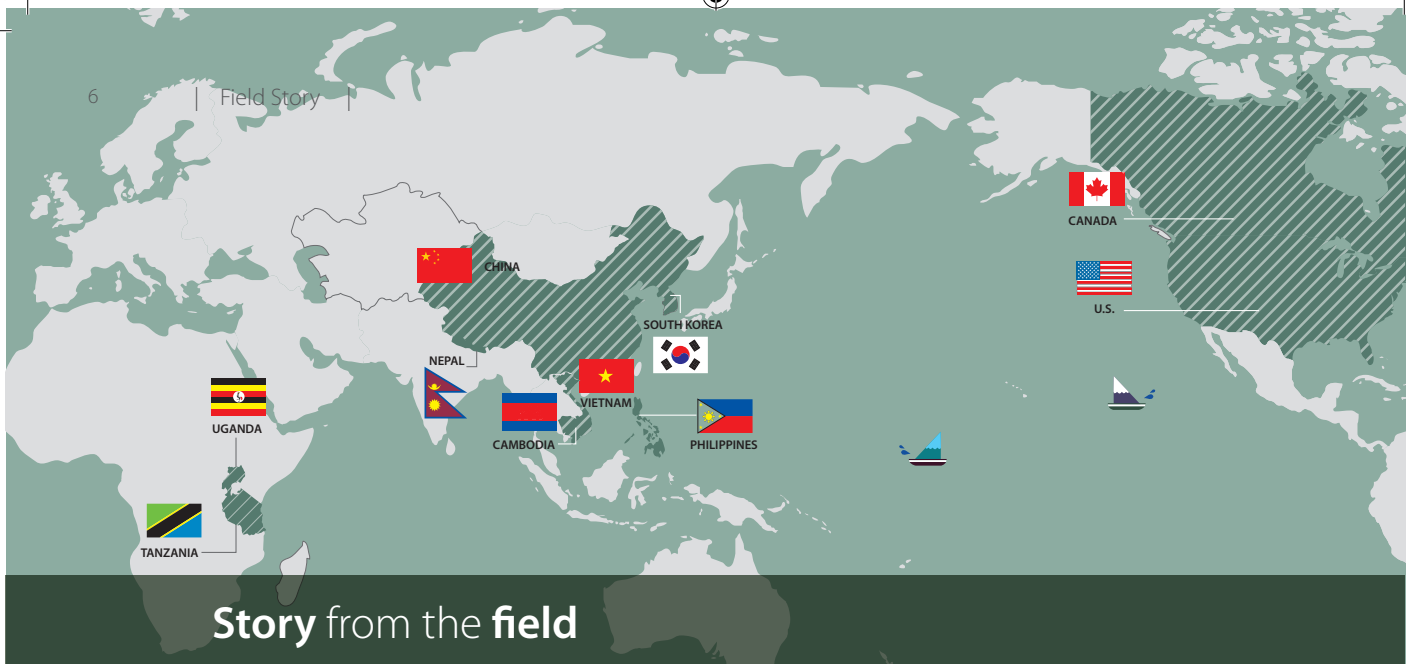 6 | Field Story |
CANADA
CHINA
U.S.
SOUTH KOREA
NEPAL
VIETNAM
UGANDA
CAMBODIA
PHILIPPINES
TANZANIA
Story from the field